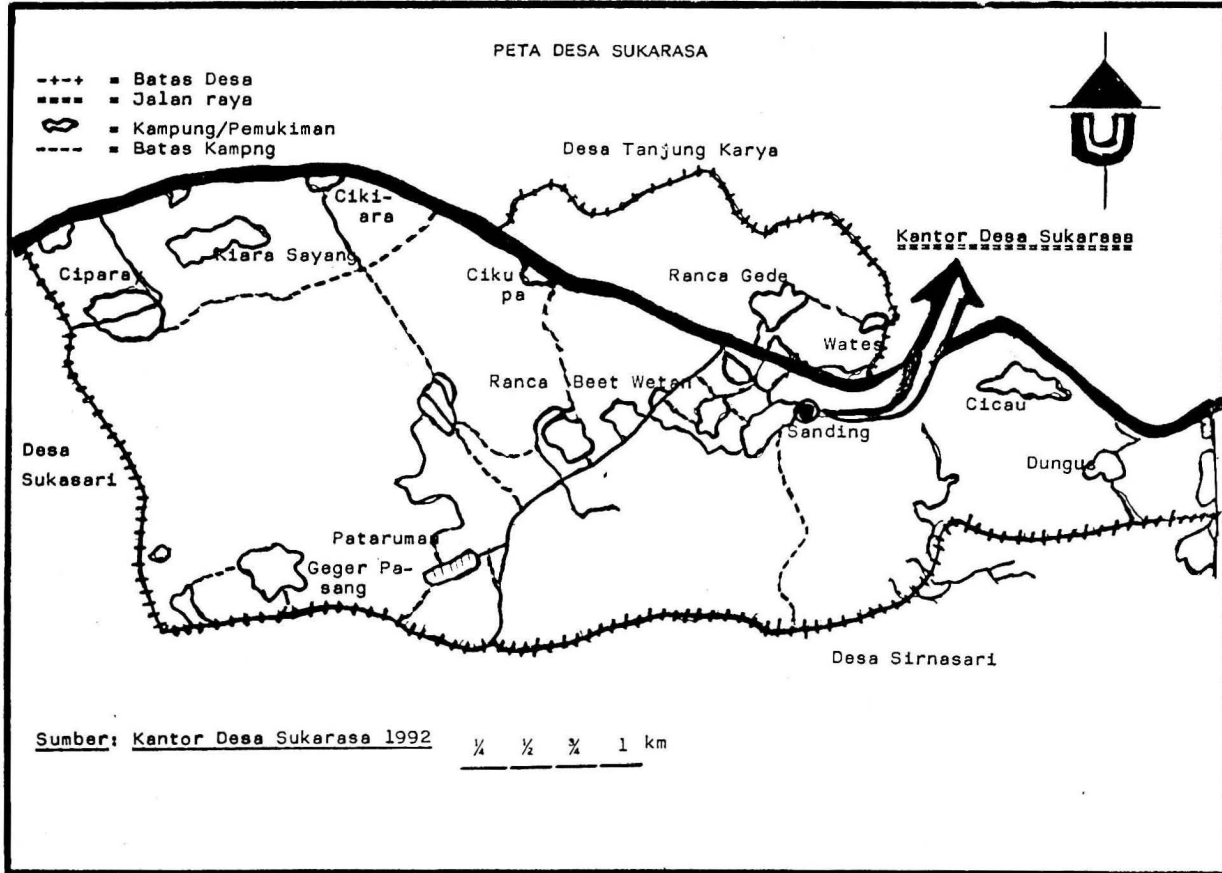 PETA DESA SUKARASA
-+-+ = Batas Desa
==== = Jalan raya
= Kampung/Pemukiman
---- = Batas Kampng
U
Desa Tanjung Karya
Kantor Desa Sukarasa
Ciki-
ara
Kiara Sayang
Cipara
Ciku
pa
Ranca Gede
Wates
Ranca Beet Wetan
Cicau
Sanding
Dungus
Desa
Sukasari
Pataruman
Geger Pa-
sang
Desa Sirnasari
Sumber: Kantor Desa Sukarasa 1992
¼ ½ ¾ 1 km